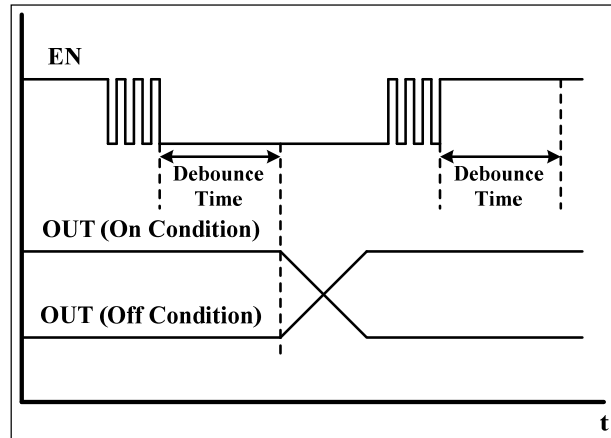 EN
Debounce
Time
Debounce
Time
OUT (On Condition)
OUT (Off Condition)
t